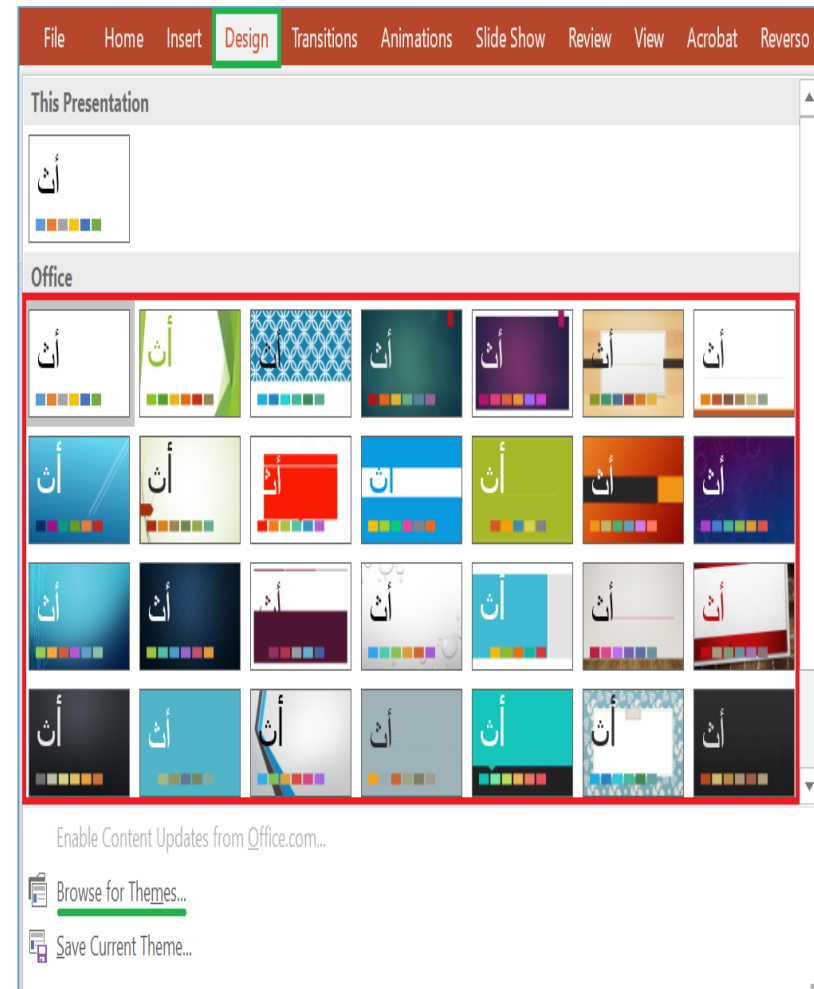 File Home Insert Design Transitions Animations Slide Show Review View Acrobat Reverso
This Presentation
أث
Office
أث أث أث أث أث أث أث
أث أث أث أث أث أث أث
أث أث أث أث أث أث أث
أث أث أث أث أث أث أث
Enable Content Updates from Office.com...
Browse for Themes...
Save Current Theme...